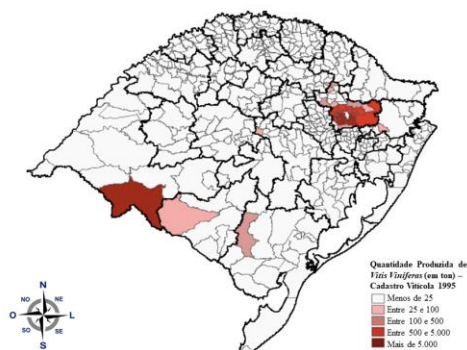 Quantidade Produzida de
Vitis Viniferas (em ton) –
Cadastro Vitícola 1995
Menos de 25
Entre 25 e 100
Entre 100 e 500
Entre 500 e 5.000
Mais de 5.000
N
NO
NE
O
L
SO
SE
S